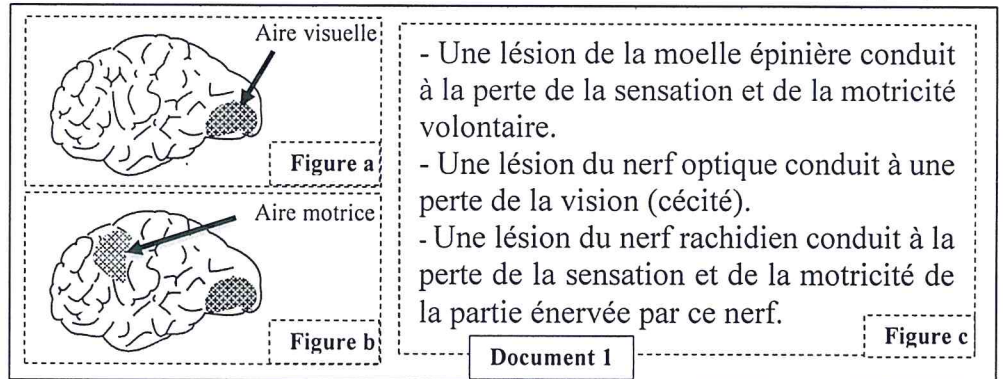 Aire visuelle
Figure a
Aire motrice
Figure b
- Une lésion de la moelle épinière conduit
à la perte de la sensation et de la motricité
volontaire.
- Une lésion du nerf optique conduit à une
perte de la vision (cécité).
- Une lésion du nerf rachidien conduit à la
perte de la sensation et de la motricité de
la partie énervée par ce nerf.
Figure c
Document 1